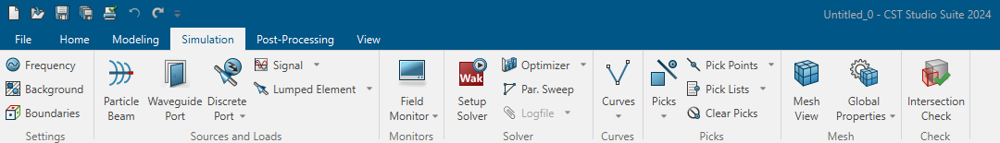 Untitled_0 - CST Studio Suite 2024
File Home Modeling Simulation Post-Processing View
Frequency
Background
Boundaries
Settings
Particle
Beam
Waveguide
Port
Discrete
Port
Signal
Lumped Element
Sources and Loads
Field
Monitor
Monitors
Wak
Setup
Solver
Optimizer
Par. Sweep
Logfile
Solver
Curves
Curves
Picks
Pick Points
Pick Lists
Clear Picks
Picks
Mesh
View
Global
Properties
Mesh
Intersection
Check
Check